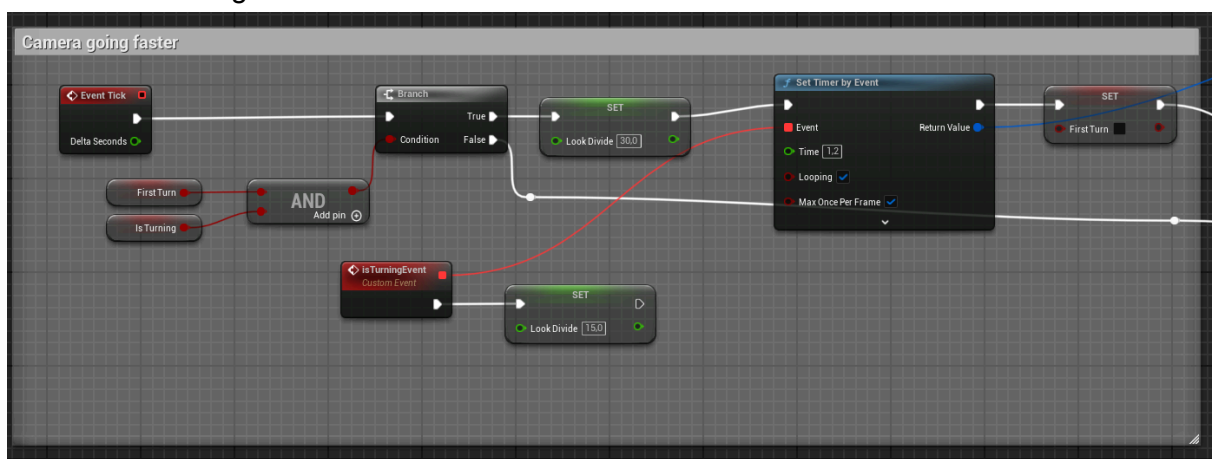 Camera going faster
Event Tick
Delta Seconds
Branch
True
Condition
False
SET
Look Divide 30,0
Set Timer by Event
Event
Return Value
Time 1,2
Looping
Max Once Per Frame
SET
First Turn
First Turn
Is Turning
AND
Add pin
isTurningEvent
Custom Event
SET
Look Divide 15,0